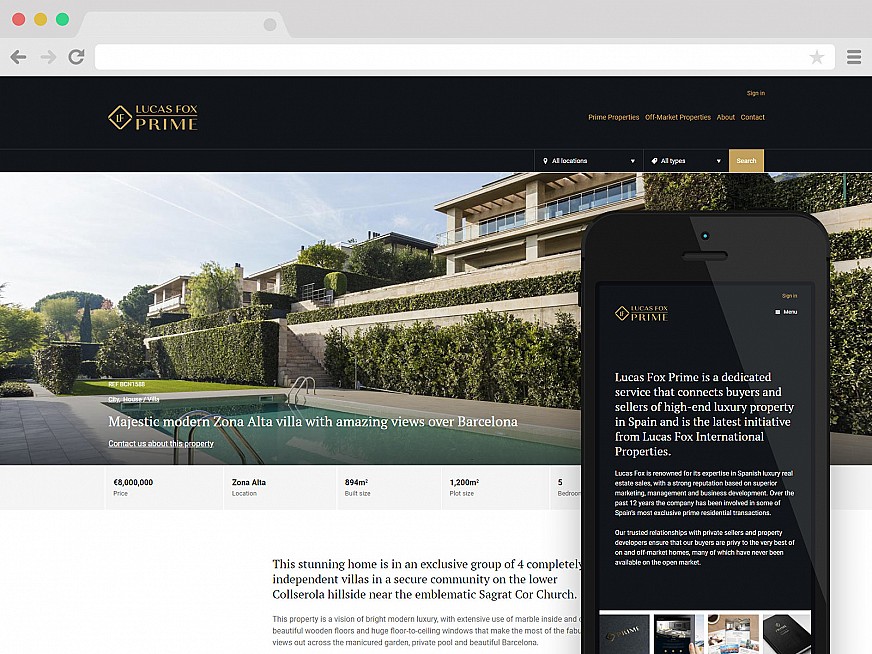 Sign in
LUCAS FOX
PRIME
Prime Properties Off-Market Properties About Contact
All locations
All types
Search
REF BCN1588
City, House / Villa
Majestic modern Zona Alta villa with amazing views over Barcelona
Contact us about this property
€8,000,000
Price
Zona Alta
Location
894m²
Built size
1,200m²
Plot size
5
This stunning home is in an exclusive group of 4 completely
independent villas in a secure community on the lower
Collserola hillside near the emblematic Sagrat Cor Church.
This property is a vision of bright modern luxury, with extensive use of marble inside and
beautiful wooden floors and huge floor-to-ceiling windows that make the most of the
views out across the manicured garden, private pool and beautiful Barcelona.
Sign in
LUCAS FOX
PRIME
Menu
Lucas Fox Prime is a dedicated
service that connects buyers and
sellers of high-end luxury property
in Spain and is the latest initiative
from Lucas Fox International
Properties.
Lucas Fox is renowned for its expertise in Spanish luxury real
estate sales, with a strong reputation based on superior
marketing, management and business development. Over the
past 12 years the company has been involved in some of
Spain's most exclusive prime residential transactions.
Our trusted relationships with private sellers and property
developers ensure that our buyers are privy to the very best of
on and off-market homes, many of which have never been
available on the open market.
PRIME